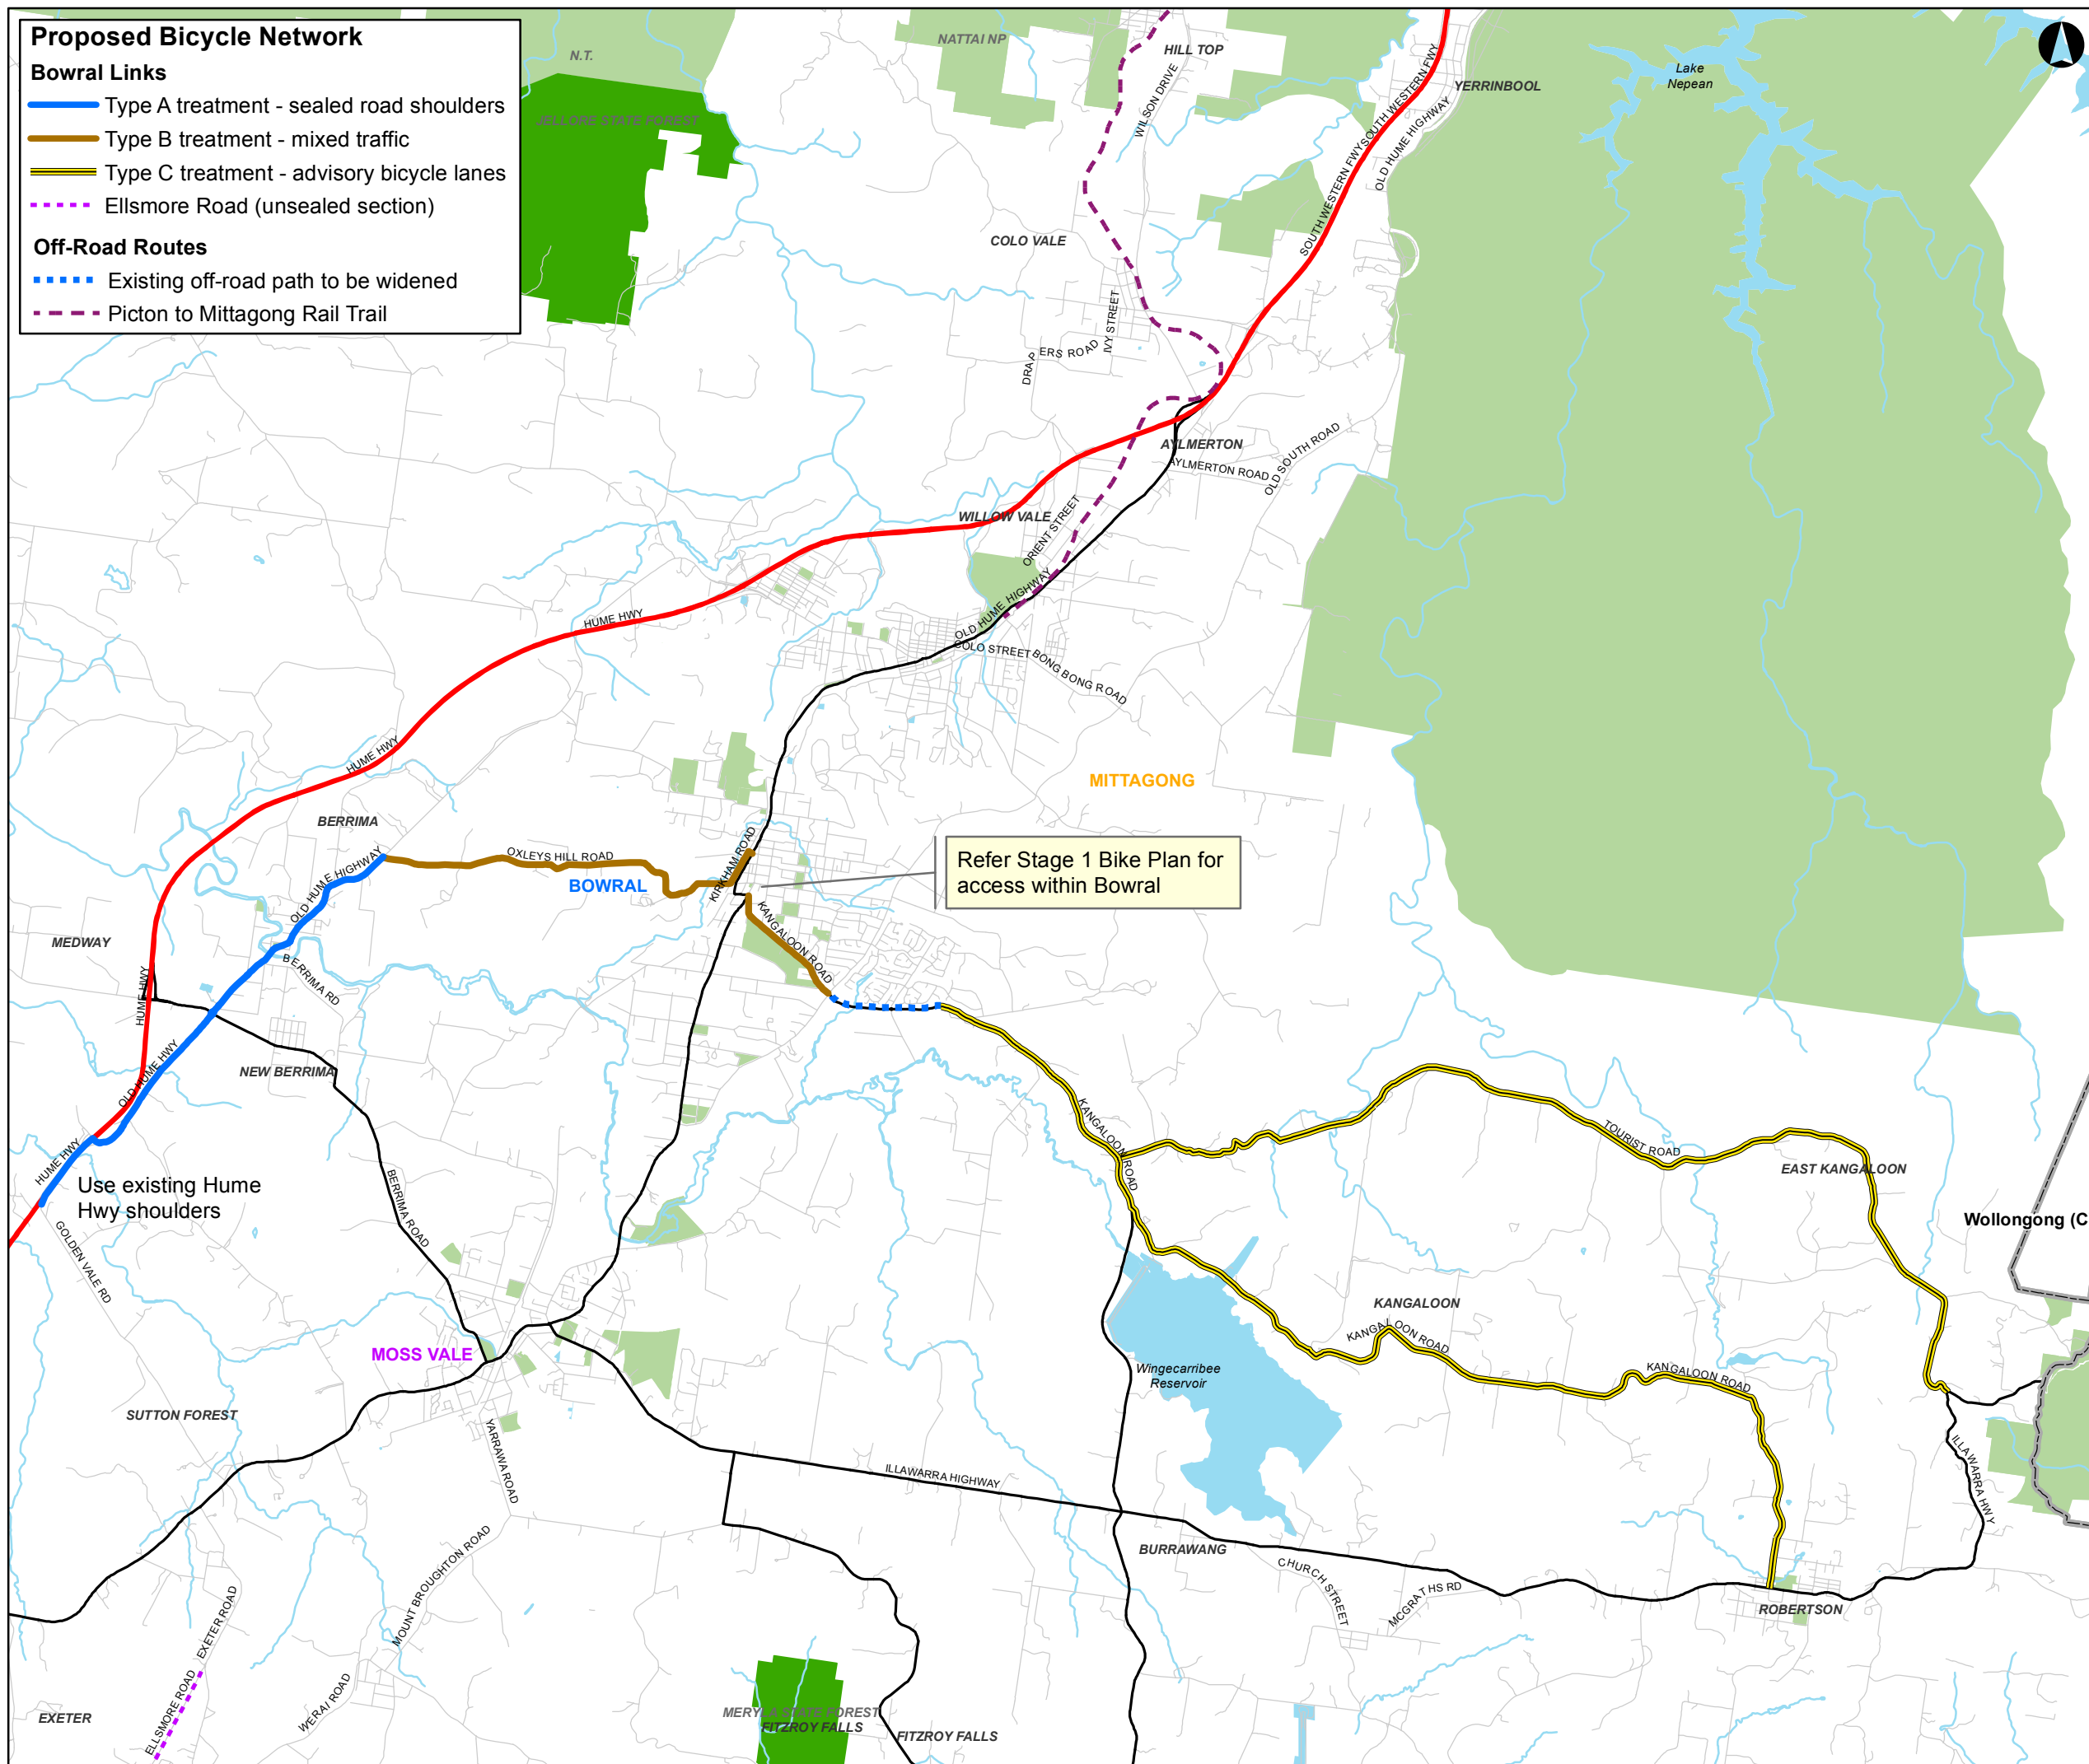 Proposed Bicycle Network
Bowral Links
Type A treatment - sealed road shoulders
Type B treatment - mixed traffic
Type C treatment - advisory bicycle lanes
Ellsmore Road (unsealed section)
Off-Road Routes
Existing off-road path to be widened
Picton to Mittagong Rail Trail
N.T.
JELLORE STATE FOREST
NATTAI NP
HILL TOP
WILSON DRIVE
SOUTH WESTERN FWY
SOUTH WESTERN FWY
YERRINBOOL
OLD HUME HIGHWAY
Lake
Nepean
COLO VALE
IVY STREET
DRAPERS ROAD
AYLMERTON
AYLMERTON ROAD
OLD SOUTH ROAD
WILLOW VALE
ORIENT STREET
OLD HUME HIGHWAY
COLO STREET
BONG BONG ROAD
HUME HWY
HUME HWY
MITTAGONG
BERRIMA
OLD HUME HIGHWAY
OXLEYS HILL ROAD
BOWRAL
KIRKHAM ROAD
Refer Stage 1 Bike Plan for
access within Bowral
KANGALOON ROAD
MEDWAY
BERRIMA RD
HUME HWY
OLD HUME HWY
NEW BERRIMA
HUME HWY
Use existing Hume
Hwy shoulders
GOLDEN VALE RD
BERRIMA ROAD
KANGALOON ROAD
TOURIST ROAD
EAST KANGALOON
Wollongong (C
KANGALOON
KANGALOON ROAD
KANGALOON ROAD
Wingecarribee
Reservoir
MOSS VALE
SUTTON FOREST
YARRAWA ROAD
ILLAWARRA HIGHWAY
ILLAWARRA HWY
BURRAWANG
CHURCH STREET
MCGRATHS RD
ROBERTSON
MOUNT BROUGHTON ROAD
EXETER ROAD
ELLSMORE ROAD
WERAI ROAD
EXETER
MERYLA STATE FOREST
FITZROY FALLS
FITZROY FALLS